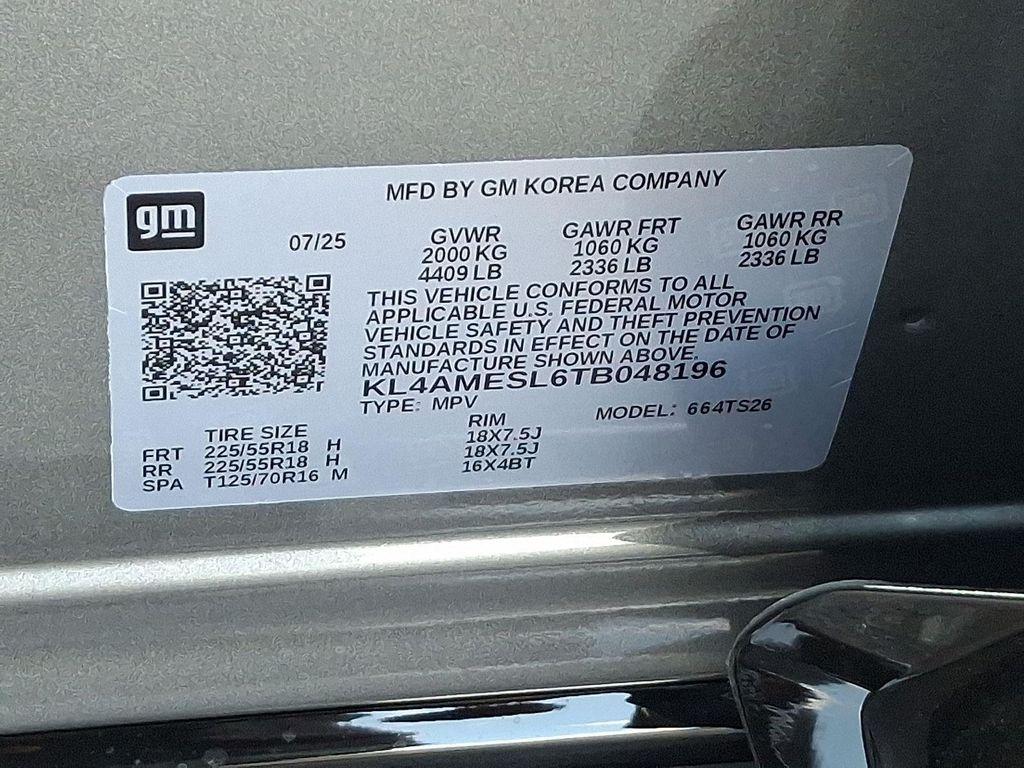 gm
MFD BY GM KOREA COMPANY
07/25
GVWR GAWR FRT GAWR RR
2000 KG 1060 KG 1060 KG
4409 LB 2336 LB 2336 LB
THIS VEHICLE CONFORMS TO ALL
APPLICABLE U.S. FEDERAL MOTOR
VEHICLE SAFETY AND THEFT PREVENTION
STANDARDS IN EFFECT ON THE DATE OF
MANUFACTURE SHOWN ABOVE.
KL4AMESL6TB048196
TYPE: MPV MODEL: 664TS26
TIRE SIZE RIM
FRT 225/55R18 H 18X7.5J
RR 225/55R18 H 18X7.5J
SPA T125/70R16 M 16X4BT